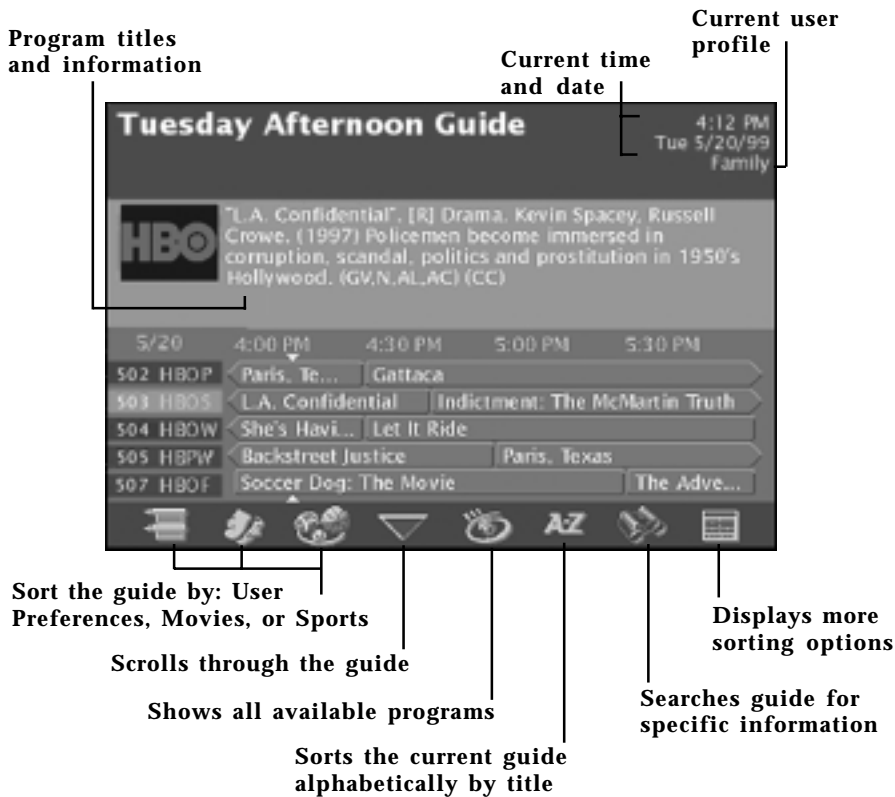 Current user
profile
Program titles
and information
Current time
and date
Tuesday Afternoon Guide
4:12 PM
Tue 5/20/99
Family
HBO
"L.A. Confidential", [R] Drama. Kevin Spacey, Russell
Crowe. (1997) Policemen become immersed in
corruption, scandal, politics and prostitution in 1950's
Hollywood. (GV,N,AL,AC) (CC)
5/20 4:00 PM 4:30 PM 5:00 PM 5:30 PM
502 HBOP Paris, Te... Gattaca
503 HBOS L.A. Confidential Indictment: The McMartin Truth
504 HBOW She's Havi... Let It Ride
505 HBPW Backstreet Justice Paris, Texas
507 HBOF Soccer Dog: The Movie The Adve...
A-Z
Sort the guide by: User
Preferences, Movies, or Sports
Displays more
sorting options
Scrolls through the guide
Searches guide for
specific information
Shows all available programs
Sorts the current guide
alphabetically by title